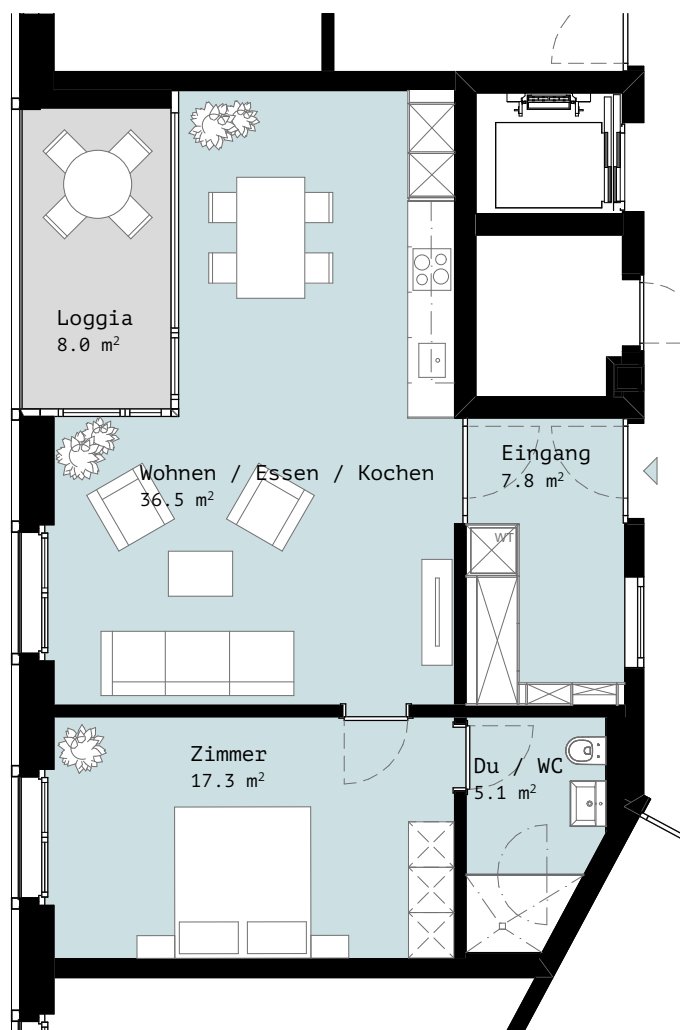 Loggia
8.0 m²
Wohnen / Essen / Kochen
36.5 m²
Eingang
7.8 m²
WT
Zimmer
17.3 m²
Du / WC
5.1 m²